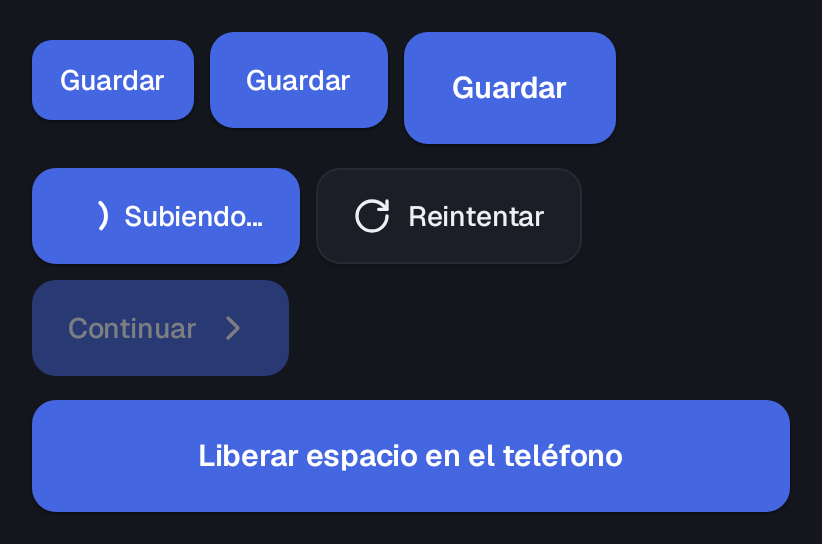 Guardar
Guardar
Guardar
Subiendo...
Reintentar
Continuar
Liberar espacio en el teléfono